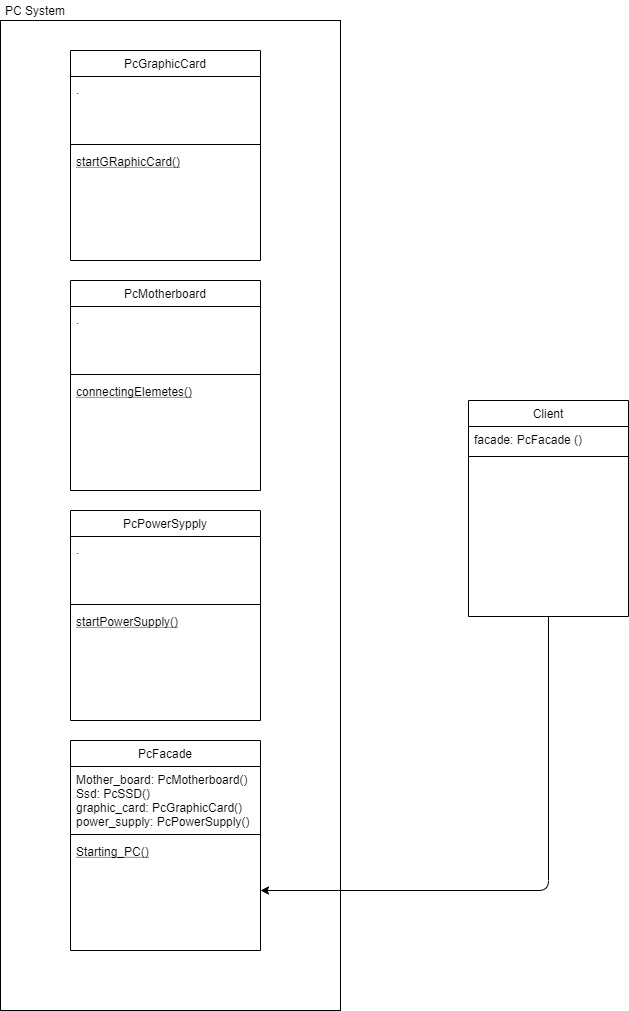 PC System
PcGraphicCard
.
startGRaphicCard()
PcMotherboard
.
connectingElemetes()
PcPowerSypply
.
startPowerSupply()
PcFacade
Mother_board: PcMotherboard()
Ssd: PcSSD()
graphic_card: PcGraphicCard()
power_supply: PcPowerSupply()
Starting_PC()
Client
facade: PcFacade ()